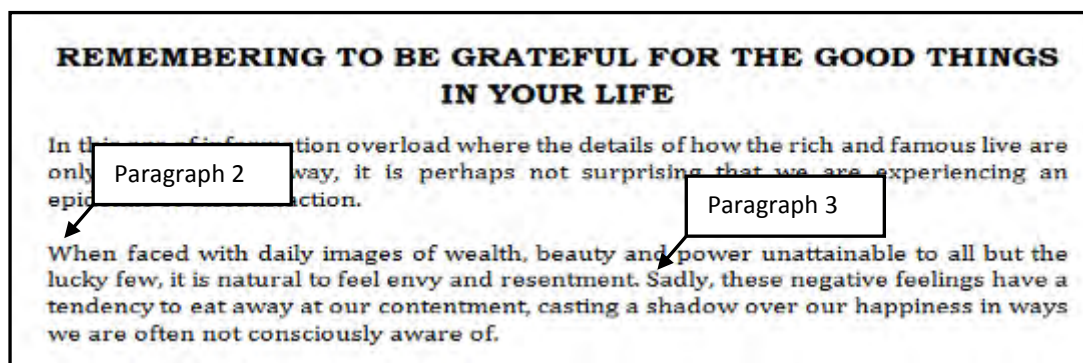 REMEMBERING TO BE GRATEFUL FOR THE GOOD THINGS
IN YOUR LIFE
In tion overload where the details of how the rich and famous live are
only way, it is perhaps not surprising that we are experiencing an
epi action.
Paragraph 2
Paragraph 3
When faced with daily images of wealth, beauty and power unattainable to all but the
lucky few, it is natural to feel envy and resentment. Sadly, these negative feelings have a
tendency to eat away at our contentment, casting a shadow over our happiness in ways
we are often not consciously aware of.